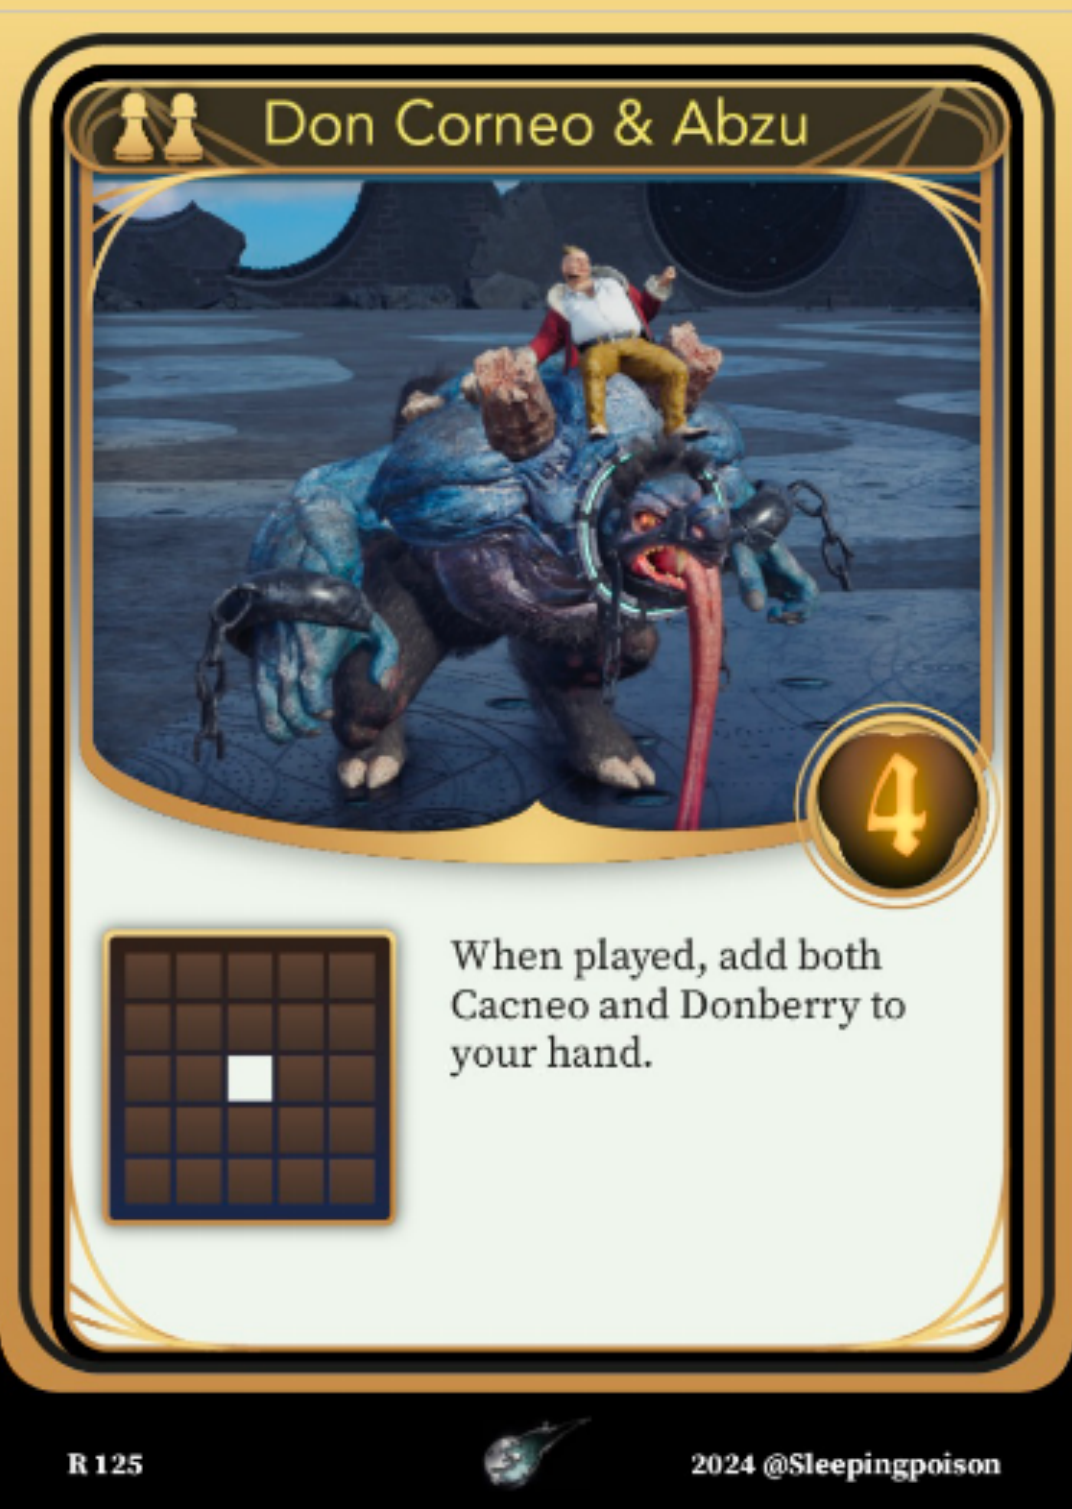 Don Corneo & Abzu
4
When played, add both
Cacneo and Donberry to
your hand.
R 125
2024 @Sleepingpoison